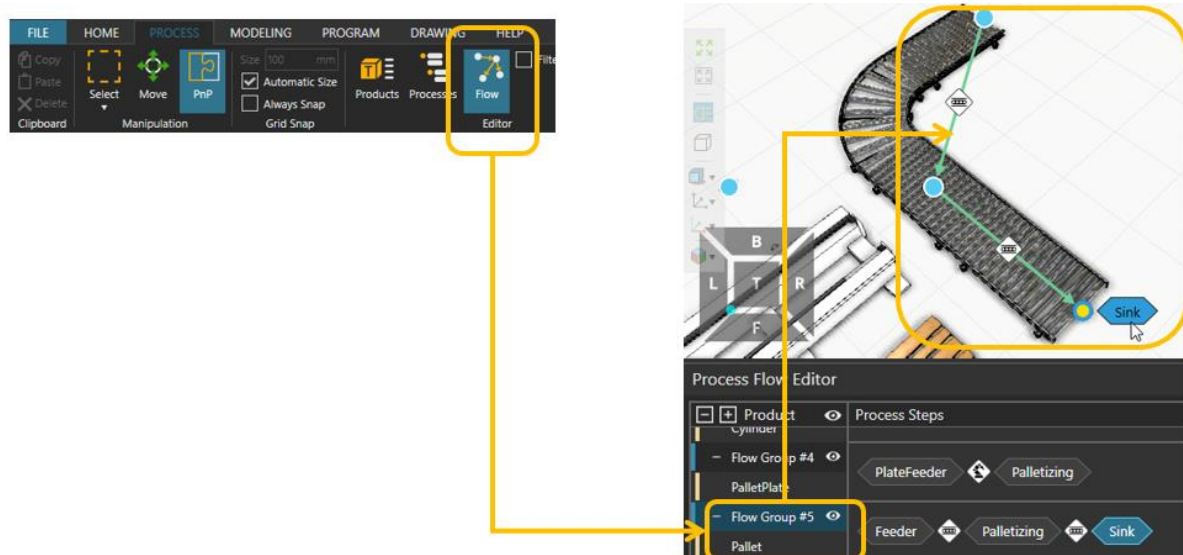 FILE HOME PROCESS MODELING PROGRAM DRAWING HELP
Copy
Paste
Delete
Clipboard
Select Move PnP
Manipulation
Size 100 mm
Automatic Size
Always Snap
Grid Snap
Products Processes Flow
Editor
B
L T R
F
Sink
Process Flow Editor
Product Process Steps
Cylinder
Flow Group #4
PalletPlate
PlateFeeder Palletizing
Flow Group #5
Pallet
Feeder Palletizing Sink